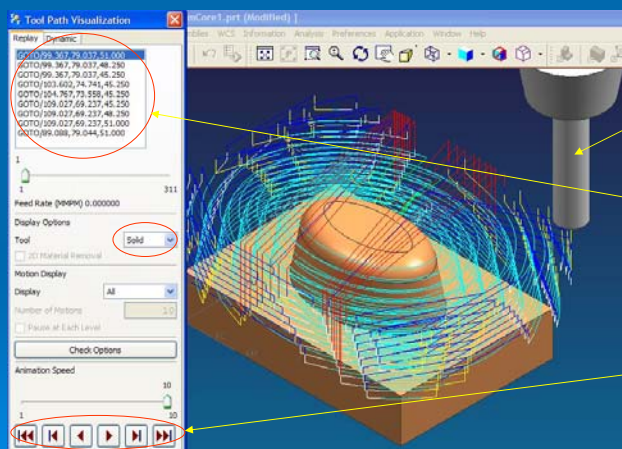 Tool Path Visualization
mCore1.prt (Modified) ]
WCS Information Analysis Preferences Application Window Help
Replay Dynamic
GOTO/99.367,79.037,51.000
GOTO/99.367,79.037,48.250
GOTO/99.367,79.037,45.250
GOTO/103.602,74.741,45.250
GOTO/104.767,73.558,45.250
GOTO/109.027,69.237,45.250
GOTO/109.027,69.237,48.250
GOTO/109.027,69.237,51.000
GOTO/89.088,79.044,51.000
1
1 311
Feed Rate (MMPM) 0.000000
Display Options
Tool Solid
2D Material Removal
Motion Display
Display All
Number of Motions 10
Pause at Each Level
Check Options
Animation Speed
10
1 10